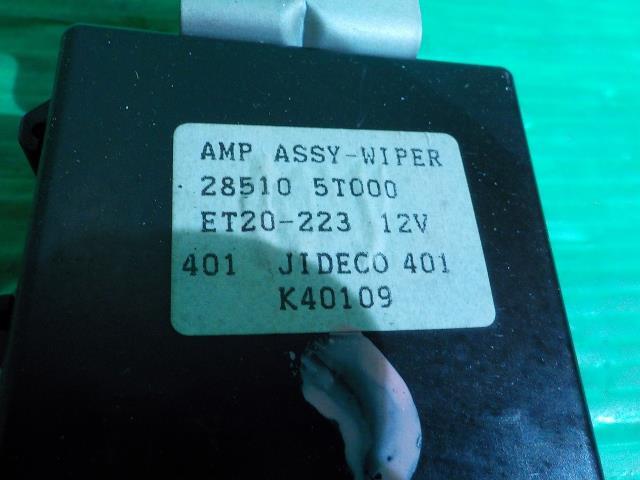 AMP ASSY-WIPER
28510 5T000
ET20-223 12V
401 JIDECO 401
K40109